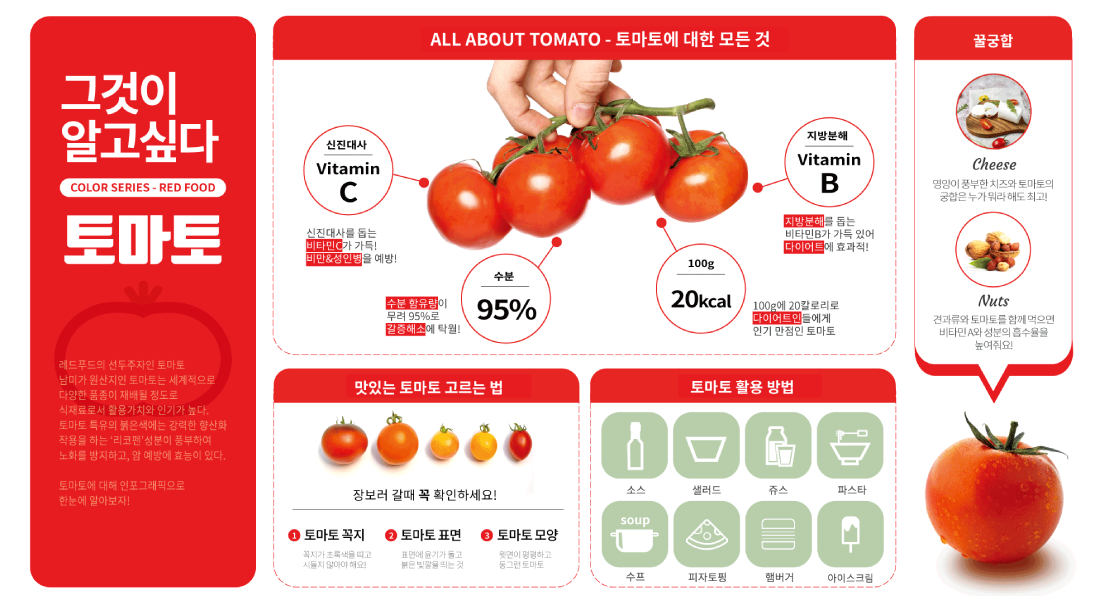 그것이
알고싶다
COLOR SERIES - RED FOOD
토마토
레드푸드의 선두주자인 토마토
남미가 원산지인 토마토는 세계적으로
다양한 품종이 재배될 정도로
식재료로서 활용가치와 인기가 높다.
토마토 특유의 붉은색에는 강력한 향산화
작용을 하는 '리코펜'성분이 풍부하여
노화를 방지하고, 암 예방에 효능이 있다.
토마토에 대해 인포그래픽으로
한눈에 알아보자!
ALL ABOUT TOMATO - 토마토에 대한 모든 것
신진대사
Vitamin
C
신진대사를 돕는
비타민C가 가득!
비만&성인병을 예방!
수분
95%
수분 함유량이
무려 95%로
갈증해소에 탁월!
100g
20kcal
100g에 20칼로리로
다이어트인들에게
인기 만점인 토마토
지방분해
Vitamin
B
지방분해를 돕는
비타민B가 가득 있어
다이어트에 효과적!
맛있는 토마토 고르는 법
장보러 갈때 꼭 확인하세요!
1 토마토 꼭지
꼭지가 초록색을 띠고
시들지 않아야 해요!
2 토마토 표면
표면에 윤기가 돌고
붉은 빛깔을 띄는 것
3 토마토 모양
윗면이 평평하고
둥그런 토마토
토마토 활용 방법
소스
샐러드
쥬스
파스타
soup
수프
피자토핑
햄버거
아이스크림
꿀궁합
Cheese
영양이 풍부한 치즈와 토마토의
궁합은 누가 뭐라 해도 최고!
Nuts
견과류와 토마토를 함께 먹으면
비타민 A와 성분의 흡수율을
높여줘요!